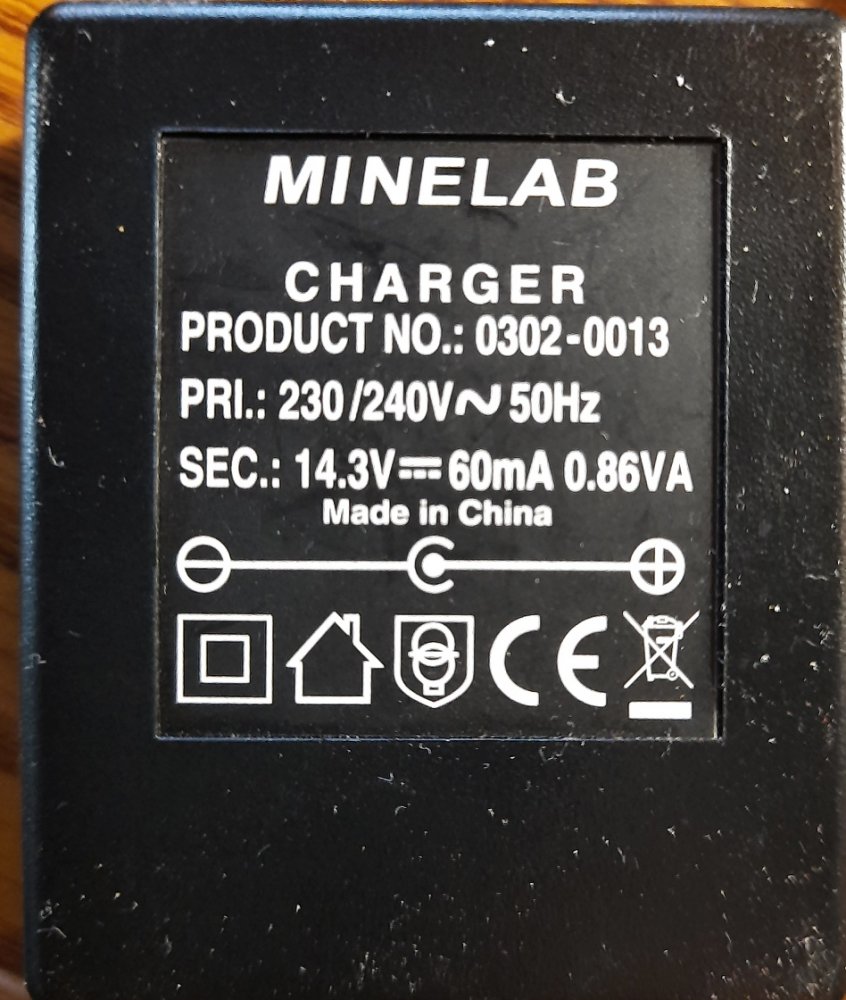 MINELAB
CHARGER
PRODUCT NO.: 0302-0013
PRI.: 230/240V~ 50Hz
SEC.: 14.3V⎓ 60mA 0.86VA
Made in China
CE